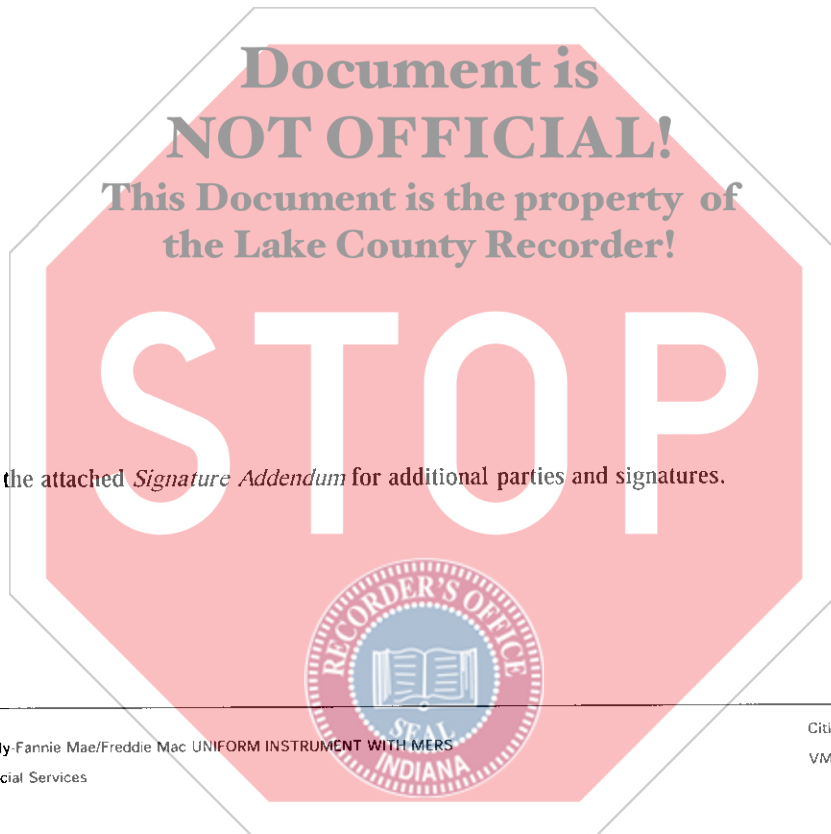 Document is
NOT OFFICIAL!
This Document is the property of
the Lake County Recorder!
STOP
the attached Signature Addendum for additional parties and signatures.
RECORDER'S OFFICE
SEAL
INDIANA
ly-Fannie Mae/Freddie Mac UNIFORM INSTRUMENT WITH MERS
cial Services
Citi
VM